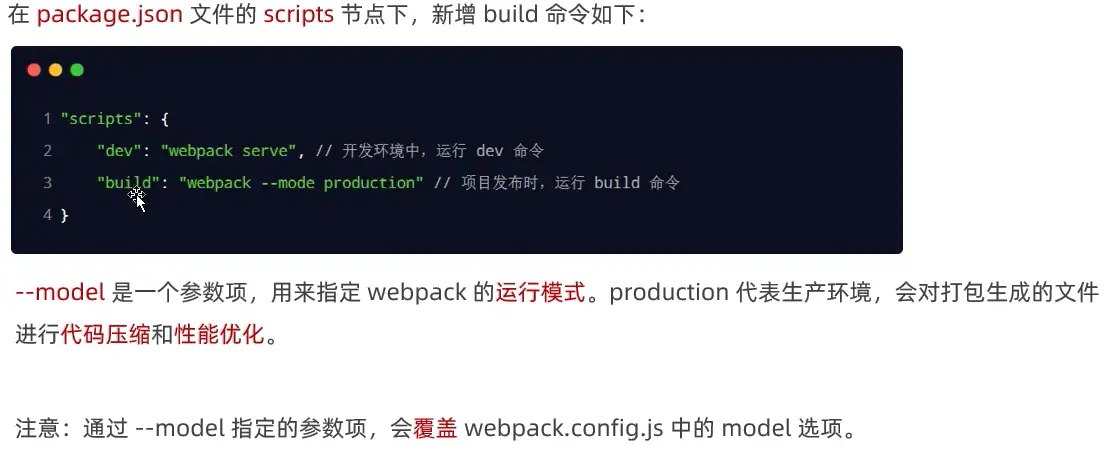 在 package.json 文件的 scripts 节点下，新增 build 命令如下：
1 "scripts": {
2     "dev": "webpack serve", // 开发环境中，运行 dev 命令
3     "build": "webpack --mode production" // 项目发布时，运行 build 命令
4 }
--model 是一个参数项，用来指定 webpack 的运行模式。production 代表生产环境，会对打包生成的文件
进行代码压缩和性能优化。
注意：通过 --model 指定的参数项，会覆盖 webpack.config.js 中的 model 选项。